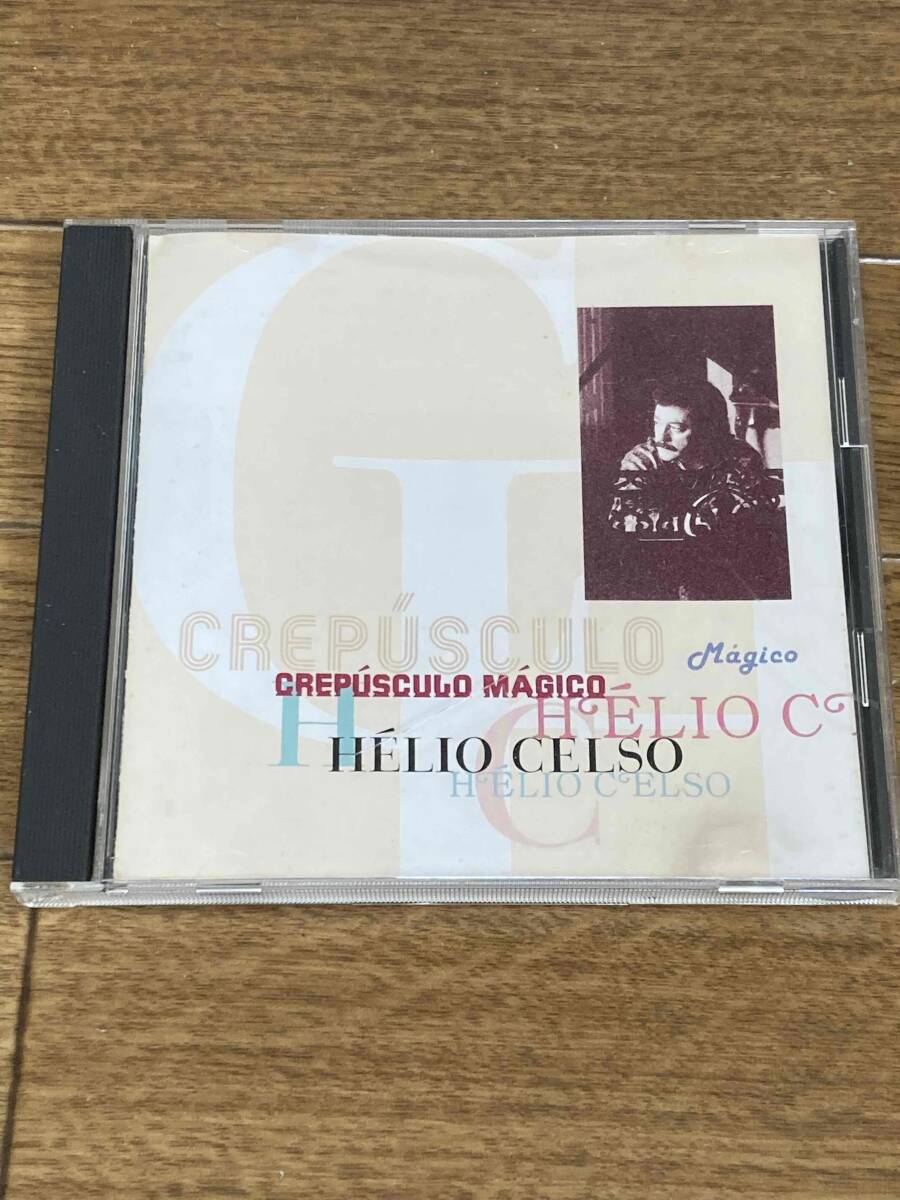 CREPÚSCULO
Mágico
CREPÚSCULO MÁGICO
HÉLIO C
H
HÉLIO CELSO
C
HÉLIO CELSO